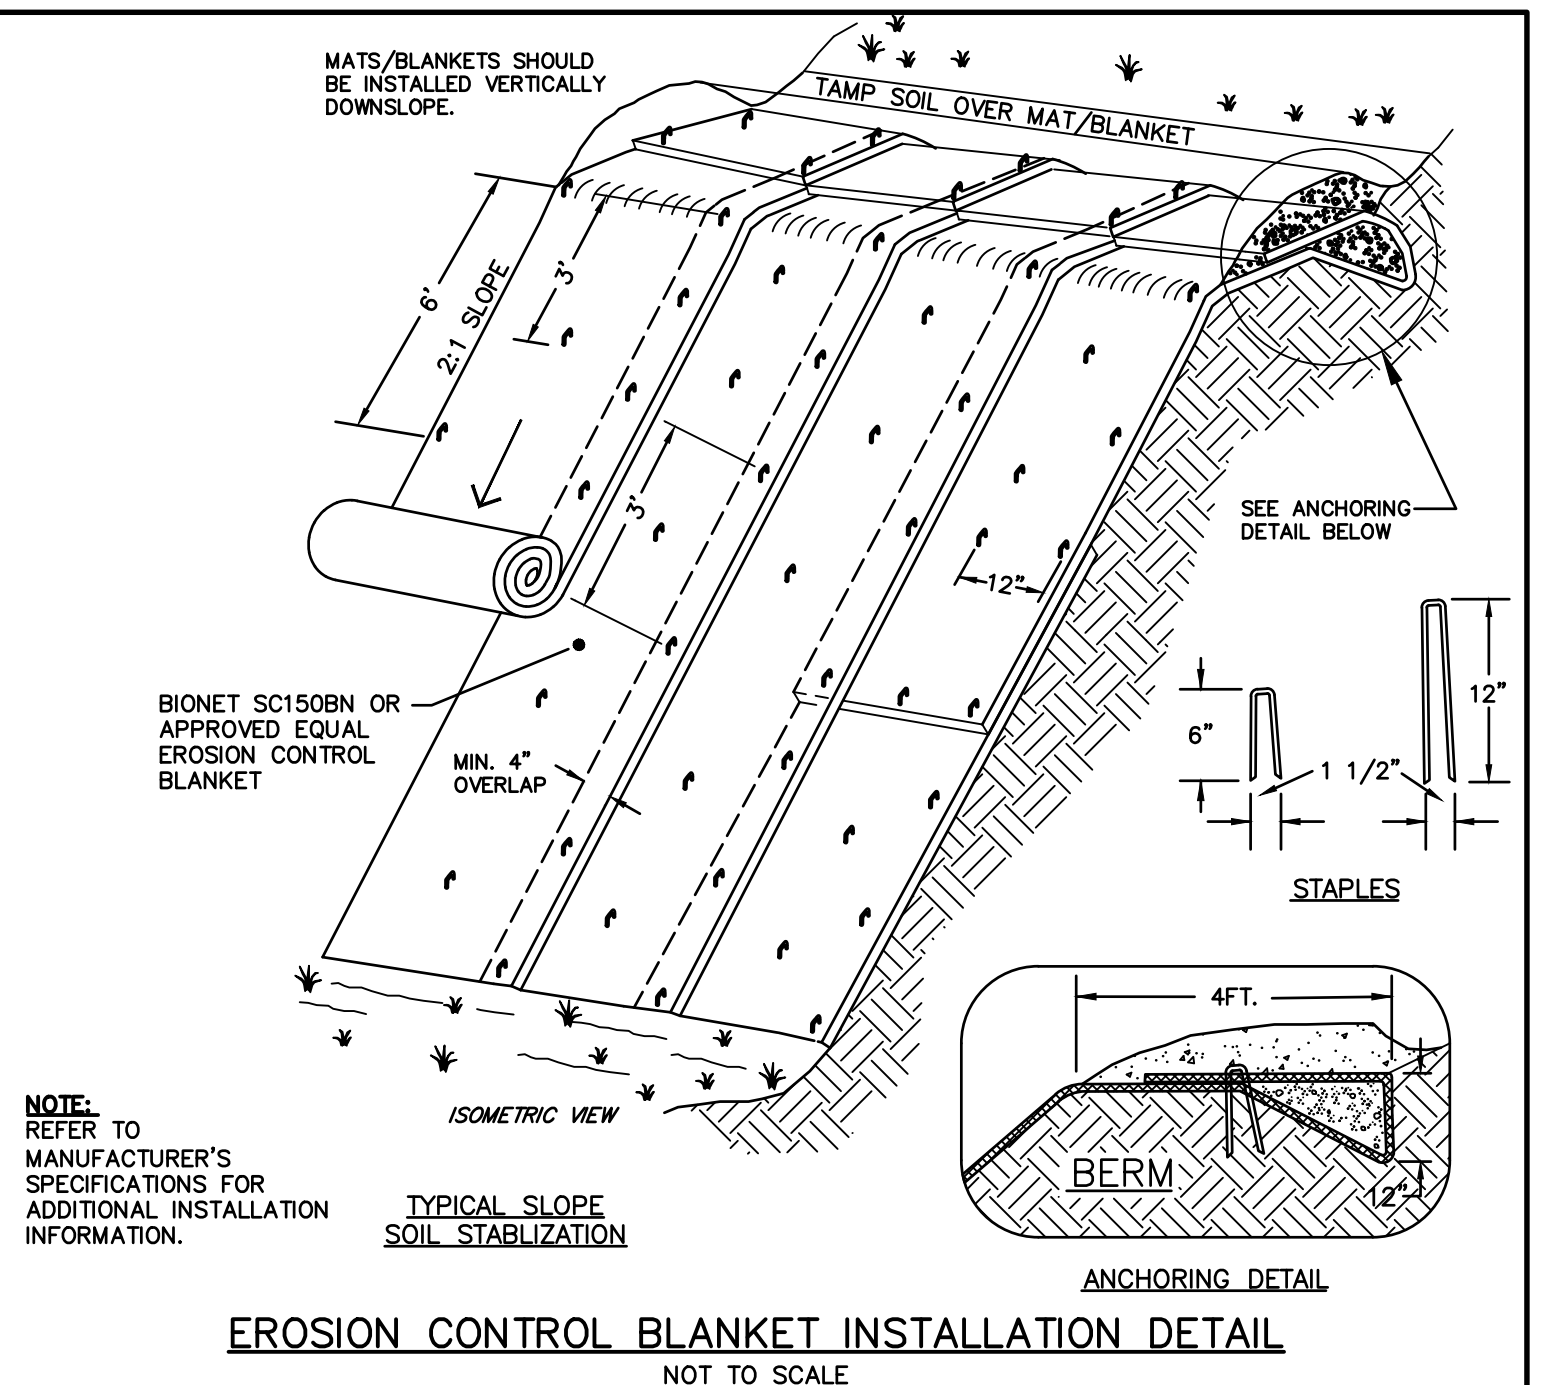 MATS/BLANKETS SHOULD
BE INSTALLED VERTICALLY
DOWNSLOPE.
TAMP SOIL OVER MAT/BLANKET
6'
2:1 SLOPE
3'
3'
SEE ANCHORING
DETAIL BELOW
12"
BIONET SC150BN OR
APPROVED EQUAL
EROSION CONTROL
BLANKET
MIN. 4"
OVERLAP
6"
12"
1 1/2"
STAPLES
4FT.
BERM
12"
ANCHORING DETAIL
ISOMETRIC VIEW
NOTE:
REFER TO
MANUFACTURER'S
SPECIFICATIONS FOR
ADDITIONAL INSTALLATION
INFORMATION.
TYPICAL SLOPE
SOIL STABLIZATION
EROSION CONTROL BLANKET INSTALLATION DETAIL
NOT TO SCALE